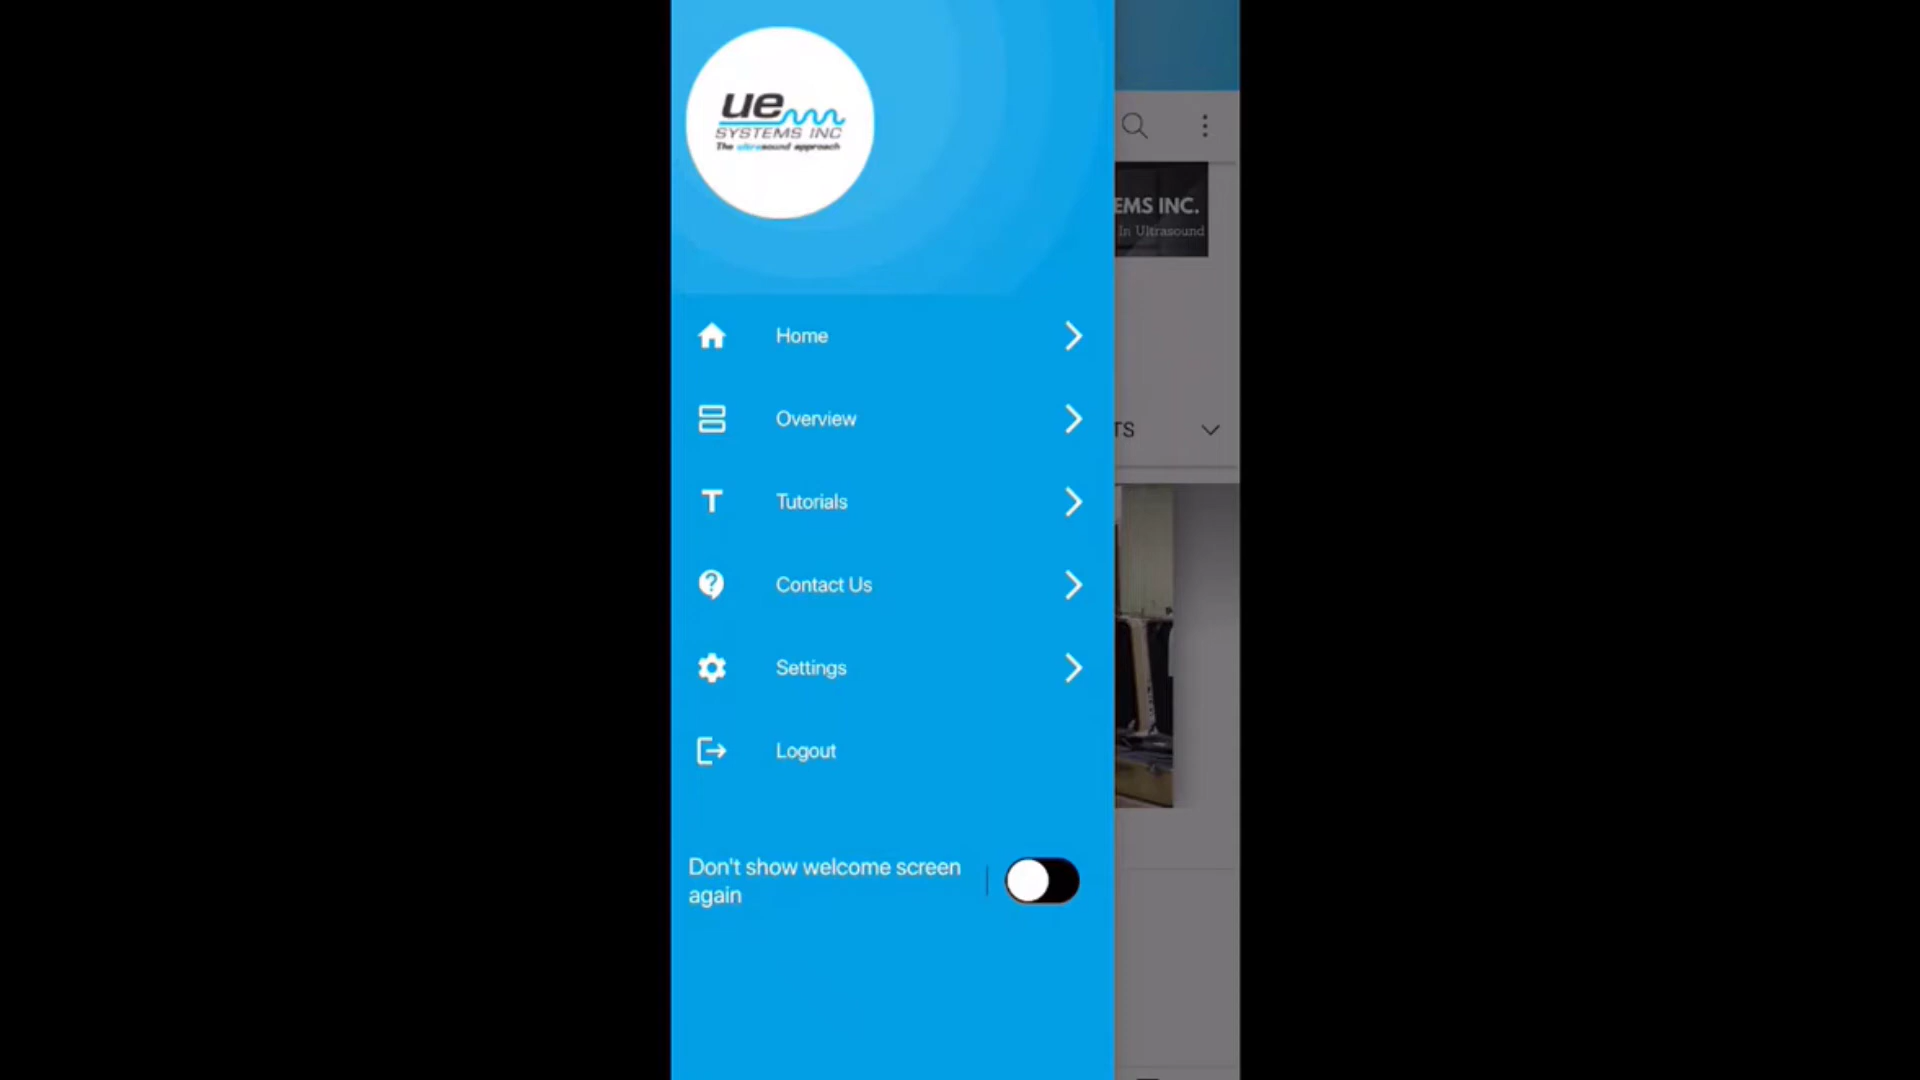 ue
SYSTEMS INC
The ultrasound approach
EMS INC.
In Ultrasound
Home
Overview
TS
Tutorials
Contact Us
Settings
Logout
Don't show welcome screen
again